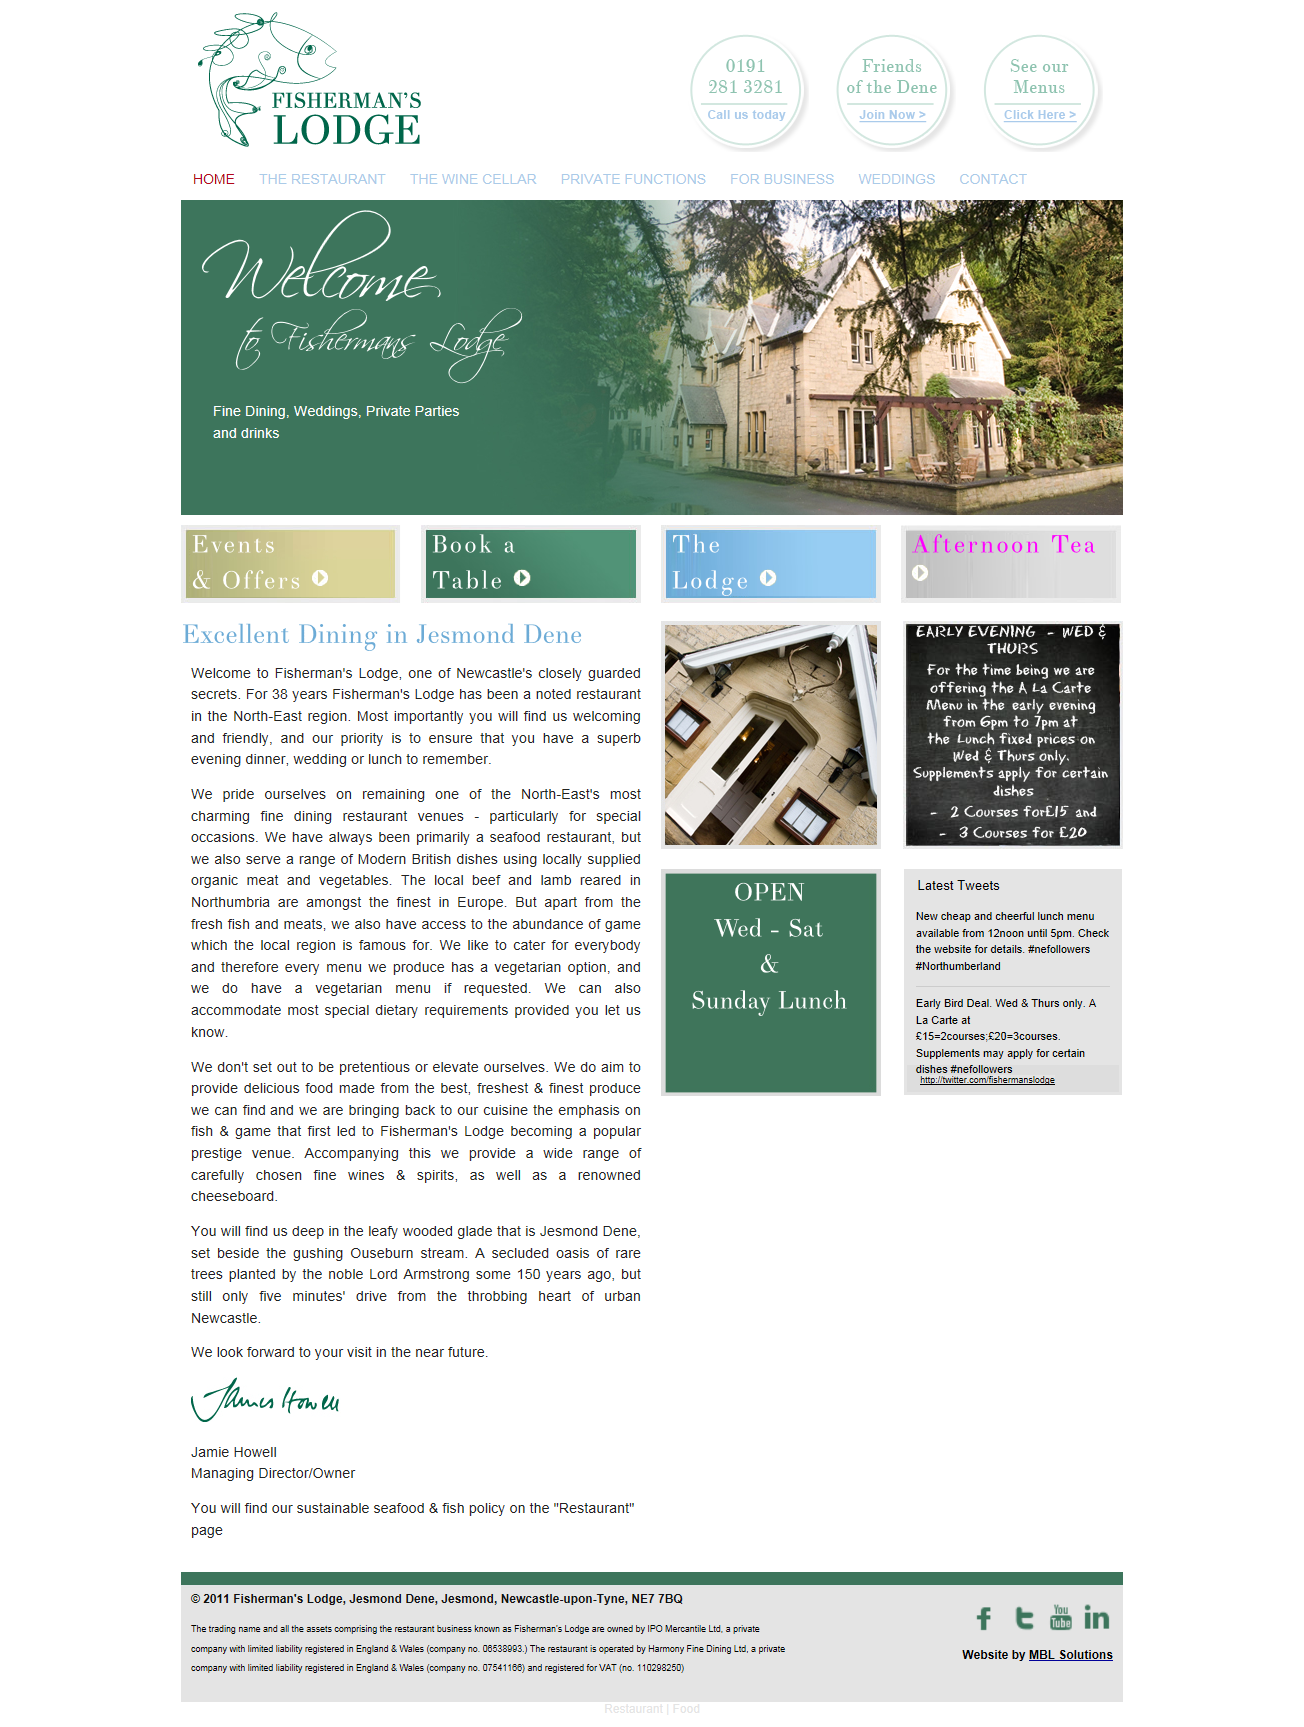 FISHERMAN'S
LODGE
0191
281 3281
Call us today
Friends
of the Dene
Join Now >
See our
Menus
Click Here >
HOME THE RESTAURANT THE WINE CELLAR PRIVATE FUNCTIONS FOR BUSINESS WEDDINGS CONTACT
Welcome
to Fishermans Lodge
Fine Dining, Weddings, Private Parties
and drinks
Events
& Offers
Book a
Table
The
Lodge
Afternoon Tea
Excellent Dining in Jesmond Dene
Welcome to Fisherman's Lodge, one of Newcastle's closely guarded
secrets. For 38 years Fisherman's Lodge has been a noted restaurant
in the North-East region. Most importantly you will find us welcoming
and friendly, and our priority is to ensure that you have a superb
evening dinner, wedding or lunch to remember.
We pride ourselves on remaining one of the North-East's most
charming fine dining restaurant venues - particularly for special
occasions. We have always been primarily a seafood restaurant, but
we also serve a range of Modern British dishes using locally supplied
organic meat and vegetables. The local beef and lamb reared in
Northumbria are amongst the finest in Europe. But apart from the
fresh fish and meats, we also have access to the abundance of game
which the local region is famous for. We like to cater for everybody
and therefore every menu we produce has a vegetarian option, and
we do have a vegetarian menu if requested. We can also
accommodate most special dietary requirements provided you let us
know.
We don't set out to be pretentious or elevate ourselves. We do aim to
provide delicious food made from the best, freshest & finest produce
we can find and we are bringing back to our cuisine the emphasis on
fish & game that first led to Fisherman's Lodge becoming a popular
prestige venue. Accompanying this we provide a wide range of
carefully chosen fine wines & spirits, as well as a renowned
cheeseboard.
You will find us deep in the leafy wooded glade that is Jesmond Dene,
set beside the gushing Ouseburn stream. A secluded oasis of rare
trees planted by the noble Lord Armstrong some 150 years ago, but
still only five minutes' drive from the throbbing heart of urban
Newcastle.
We look forward to your visit in the near future.
James Howell
Jamie Howell
Managing Director/Owner
You will find our sustainable seafood & fish policy on the "Restaurant"
page
EARLY EVENING - WED &
THURS
For the time being we are
offering the A La Carte
Menu in the early evening
from 6pm to 7pm at
the Lunch fixed prices on
Wed & Thurs only.
Supplements apply for certain
dishes
- 2 Courses for£15 and
- 3 Courses for £20
OPEN
Wed - Sat
&
Sunday Lunch
Latest Tweets
New cheap and cheerful lunch menu
available from 12noon until 5pm. Check
the website for details. #nefollowers
#Northumberland
Early Bird Deal. Wed & Thurs only. A
La Carte at
£15=2courses;£20=3courses.
Supplements may apply for certain
dishes #nefollowers
http://twitter.com/fishermanslodge
© 2011 Fisherman's Lodge, Jesmond Dene, Jesmond, Newcastle-upon-Tyne, NE7 7BQ
The trading name and all the assets comprising the restaurant business known as Fisherman's Lodge are owned by IPO Mercantile Ltd, a private
company with limited liability registered in England & Wales (company no. 06538993.) The restaurant is operated by Harmony Fine Dining Ltd, a private
company with limited liability registered in England & Wales (company no. 07541166) and registered for VAT (no. 110298250)
f t You Tube in
Website by MBL Solutions
Restaurant | Food